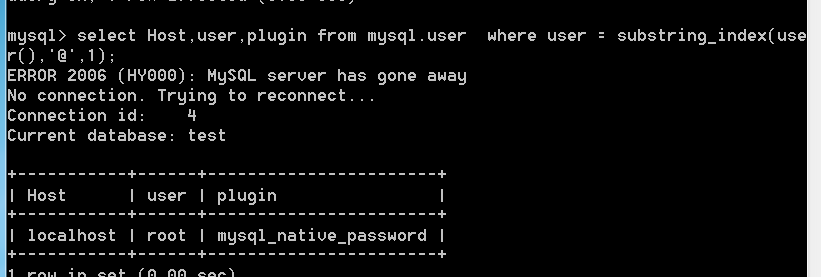 mysql> select Host,user,plugin from mysql.user  where user = substring_index(use
r(),'@',1);
ERROR 2006 (HY000): MySQL server has gone away
No connection. Trying to reconnect...
Connection id:    4
Current database: test
+-----------+------+-----------------------+
| Host      | user | plugin                |
+-----------+------+-----------------------+
| localhost | root | mysql_native_password |
+-----------+------+-----------------------+
1 row in set (0.00 sec)